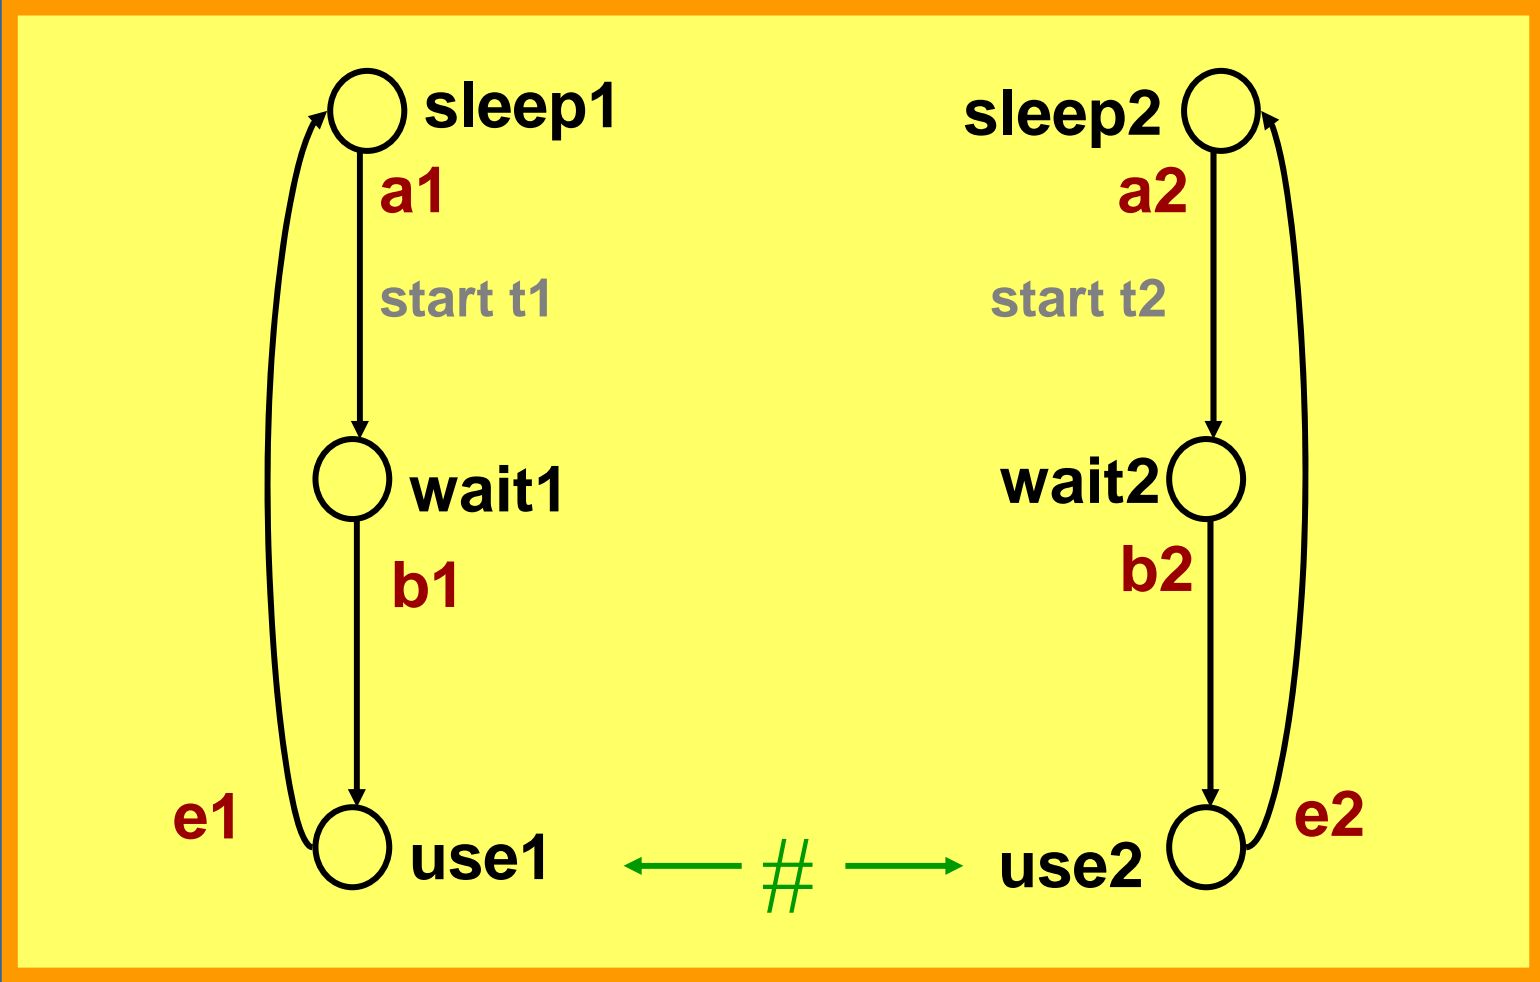 sleep1
sleep2
a1
a2
start t1
start t2
wait1
wait2
b1
b2
e1
e2
use1
#
use2